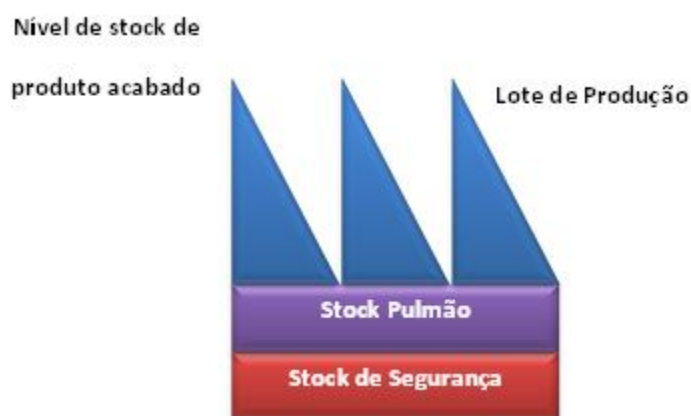 Nível de stock de
produto acabado
Lote de Produção
Stock Pulmão
Stock de Segurança